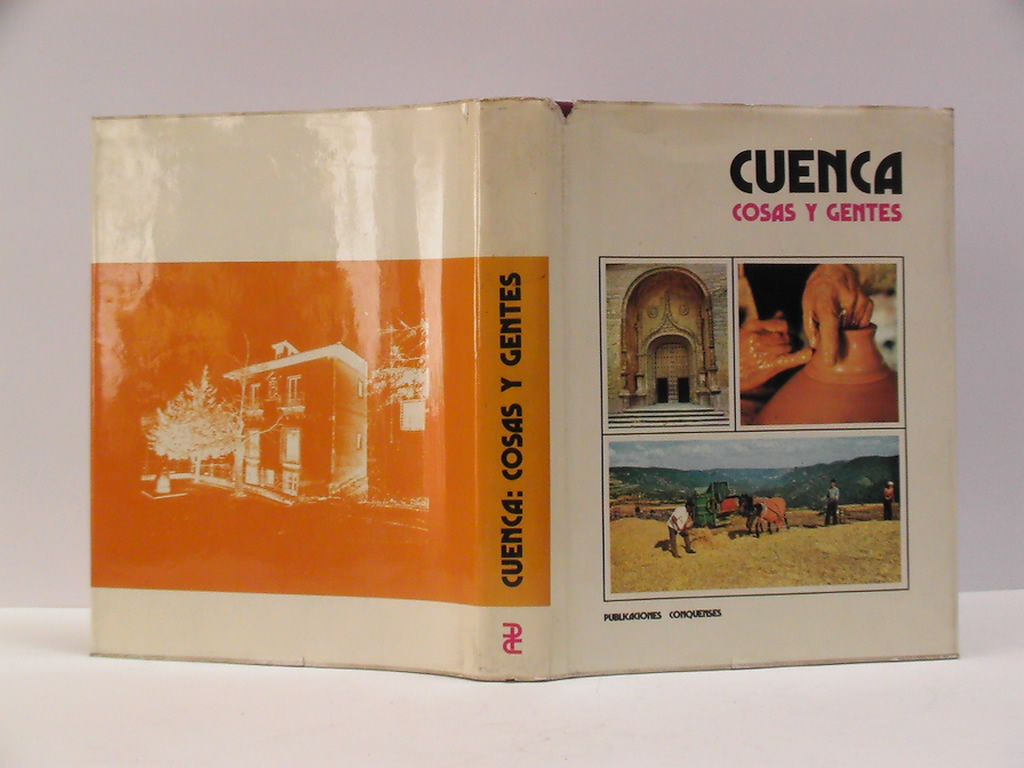 CUENCA
COSAS Y GENTES
PUBLICACIONES CONQUENSES
CUENCA: COSAS Y GENTES